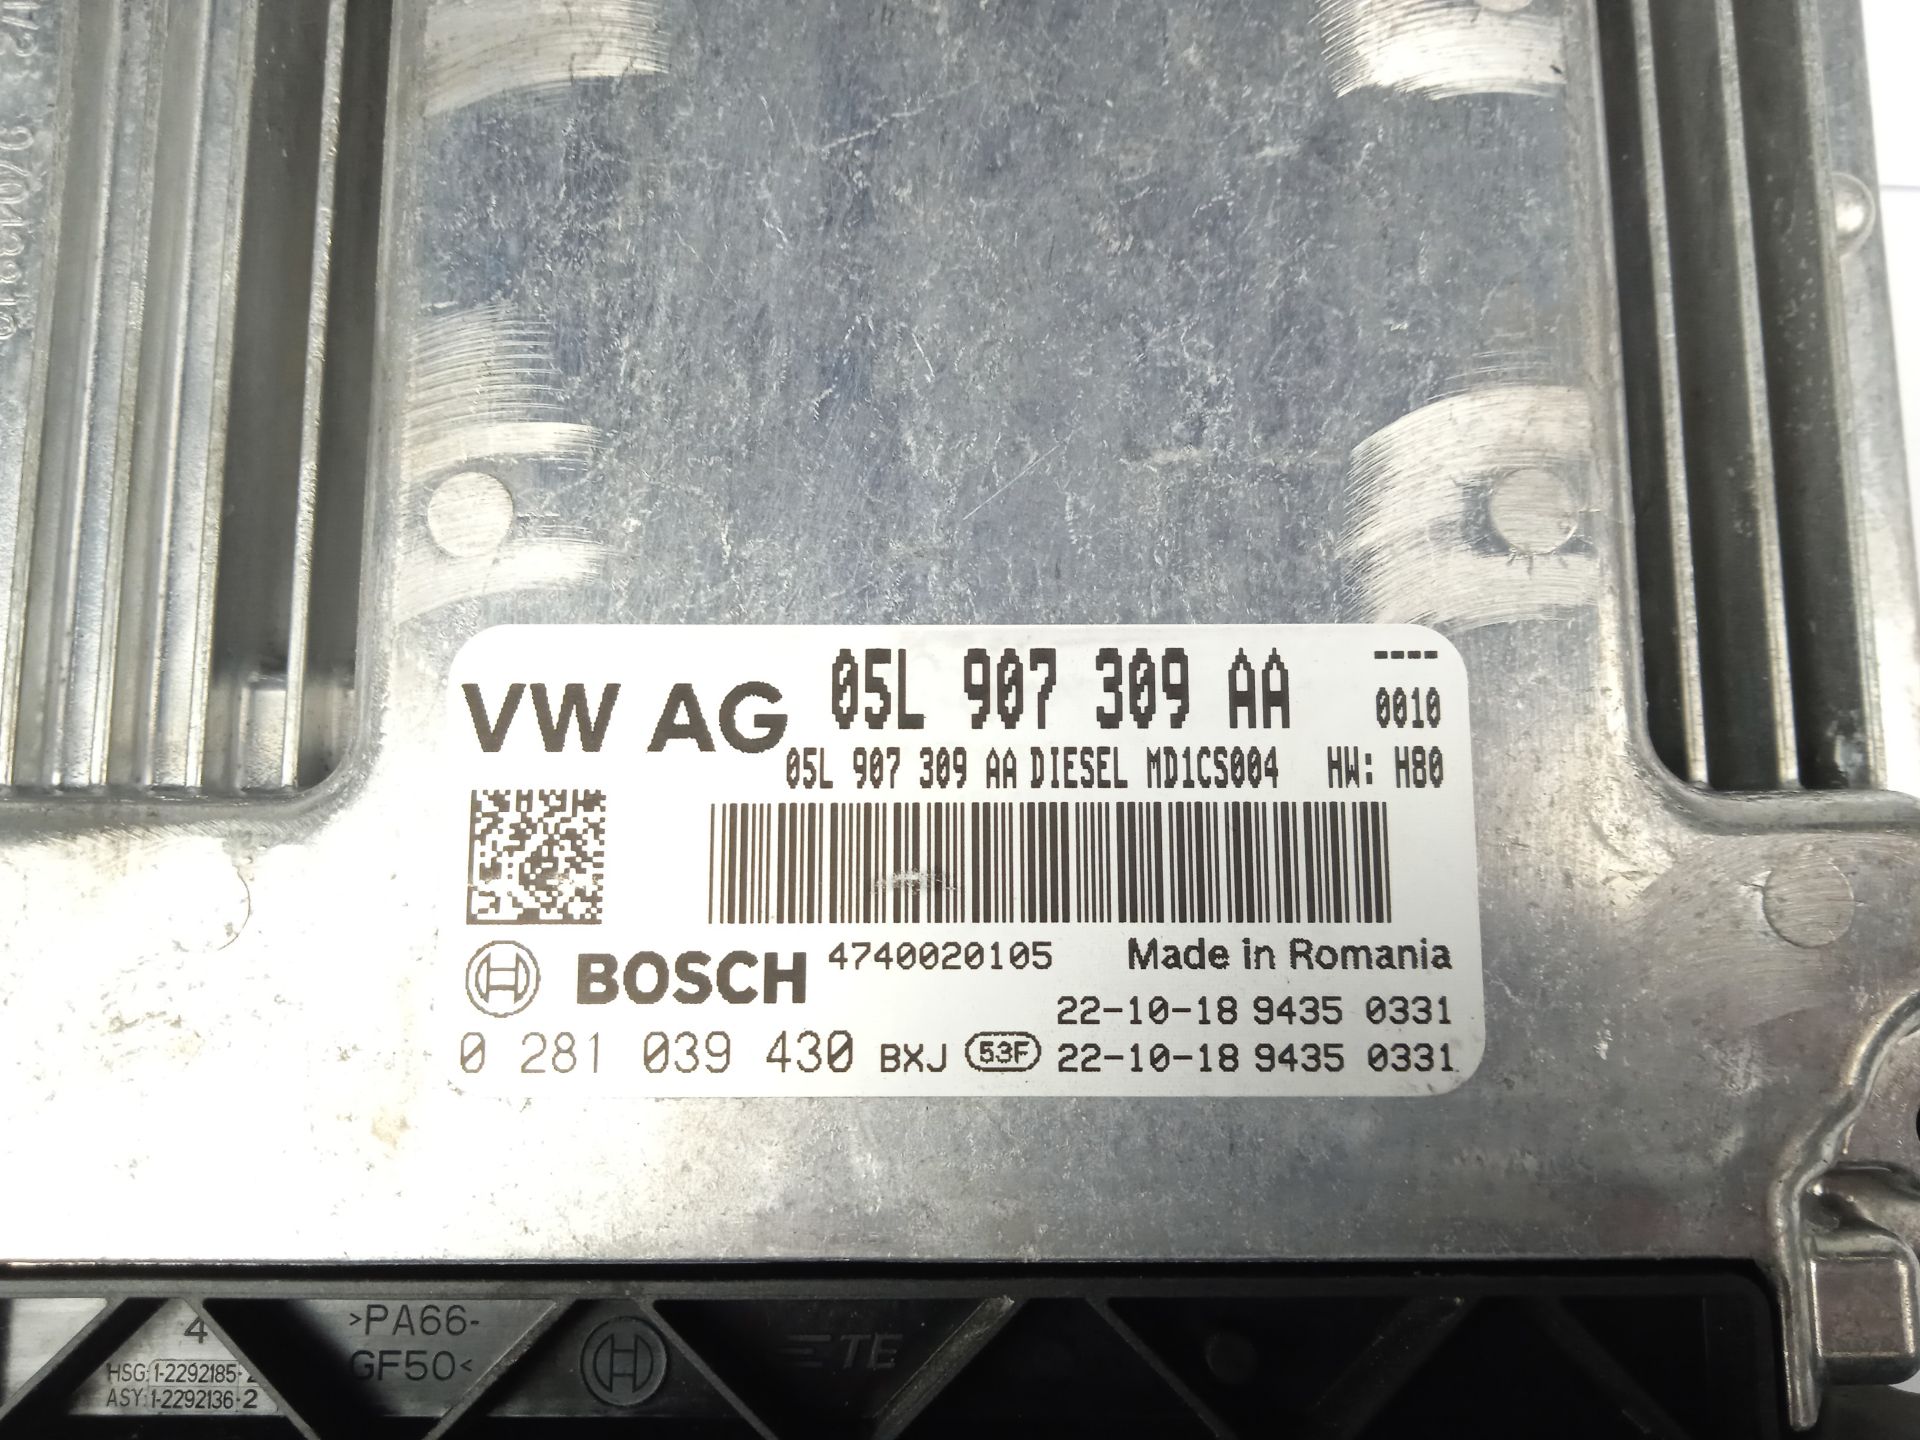 VW AG 05L 907 309 AA ----
0010
05L 907 309 AA DIESEL MD1CS004 HW: H80
BOSCH 4740020105 Made in Romania
22-10-18 9435 0331
0 281 039 430 BXJ 53F 22-10-18 9435 0331
4 >PA66-
GF50<
TE
HSG:1-2292185-2
ASY:1-2292136-2